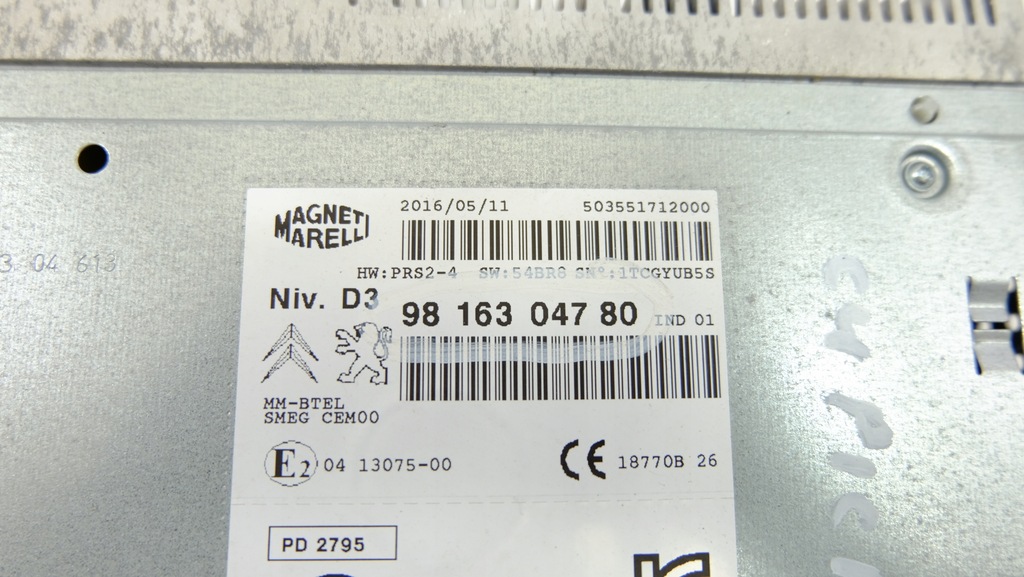 2016/05/11 503551712000
MAGNETI
MARELLI
HW:PRS2-4 SW:54BR8 SN°:1TCGYUB5S
Niv. D3 98 163 047 80 IND 01
MM-BTEL
SMEG CEM00
E2 04 13075-00 CE 18770B 26
PD 2795
3 04 613